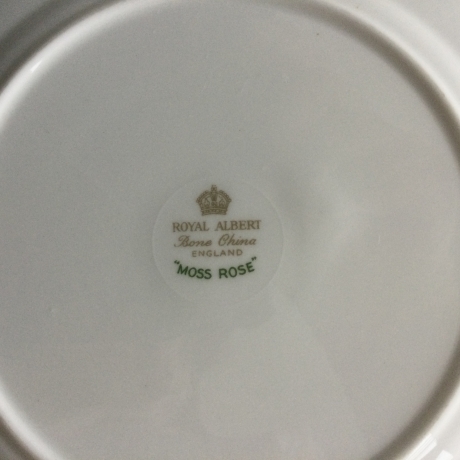 ROYAL ALBERT
Bone China
ENGLAND
"MOSS ROSE"